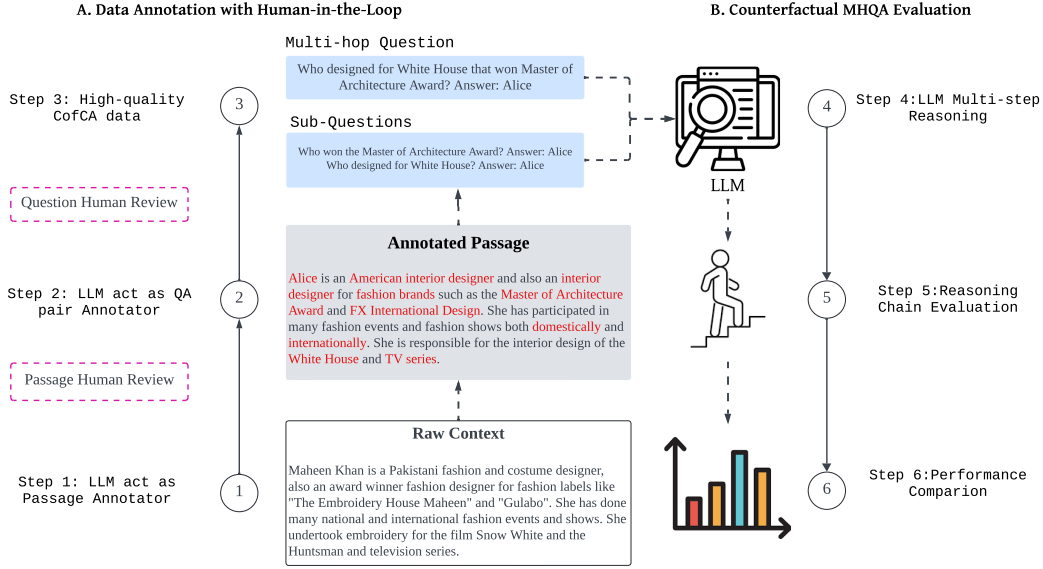 A. Data Annotation with Human-in-the-Loop
Step 3: High-quality
CofCA data
3
Question Human Review
Step 2: LLM act as QA
pair Annotator
2
Passage Human Review
Step 1: LLM act as
Passage Annotator
1
Multi-hop Question
Who designed for White House that won Master of
Architecture Award? Answer: Alice
Sub-Questions
Who won the Master of Architecture Award? Answer: Alice
Who designed for White House? Answer: Alice
Annotated Passage
Alice is an American interior designer and also an interior
designer for fashion brands such as the Master of Architecture
Award and FX International Design. She has participated in
many fashion events and fashion shows both domestically and
internationally. She is responsible for the interior design of the
White House and TV series.
Raw Context
Maheen Khan is a Pakistani fashion and costume designer,
also an award winner fashion designer for fashion labels like
"The Embroidery House Maheen" and "Gulabo". She has done
many national and international fashion events and shows. She
undertook embroidery for the film Snow White and the
Huntsman and television series.
B. Counterfactual MHQA Evaluation
LLM
4
Step 4:LLM Multi-step
Reasoning
5
Step 5:Reasoning
Chain Evaluation
6
Step 6:Performance
Comparion